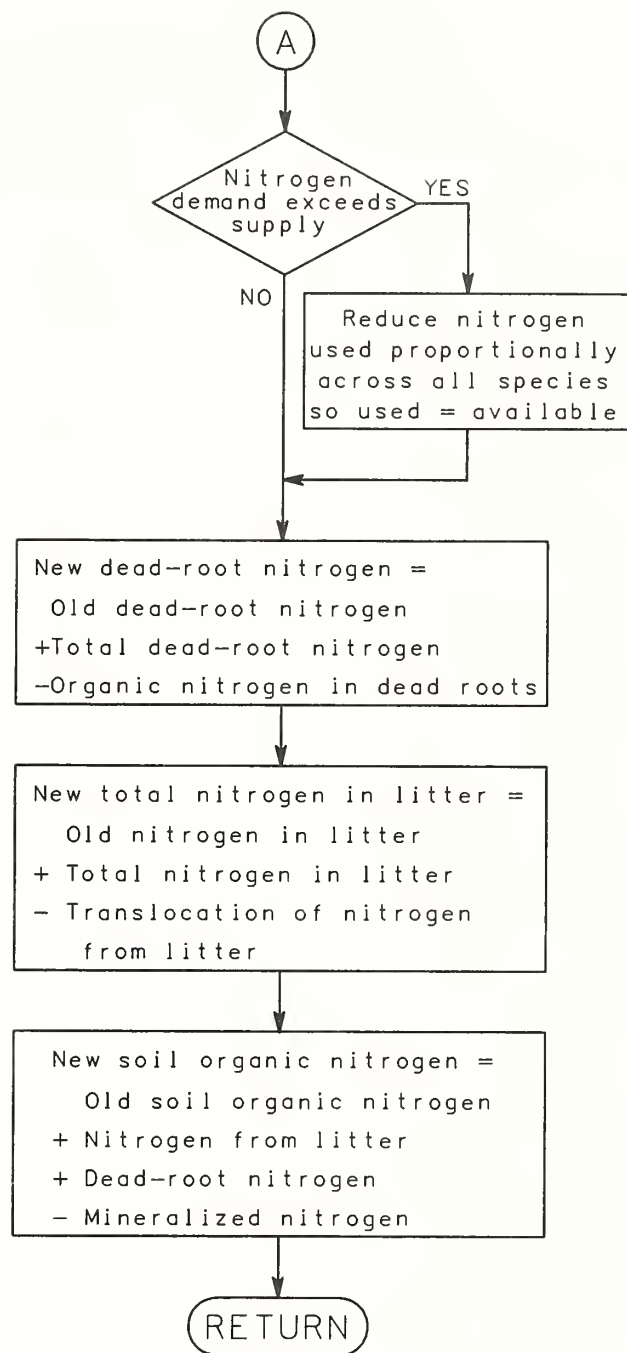 A
Nitrogen
demand exceeds
supply
YES
NO
Reduce nitrogen
used proportionally
across all species
so used = available
New dead-root nitrogen =
Old dead-root nitrogen
+Total dead-root nitrogen
-Organic nitrogen in dead roots
New total nitrogen in litter =
Old nitrogen in litter
+ Total nitrogen in litter
- Translocation of nitrogen
from litter
New soil organic nitrogen =
Old soil organic nitrogen
+ Nitrogen from litter
+ Dead-root nitrogen
- Mineralized nitrogen
RETURN